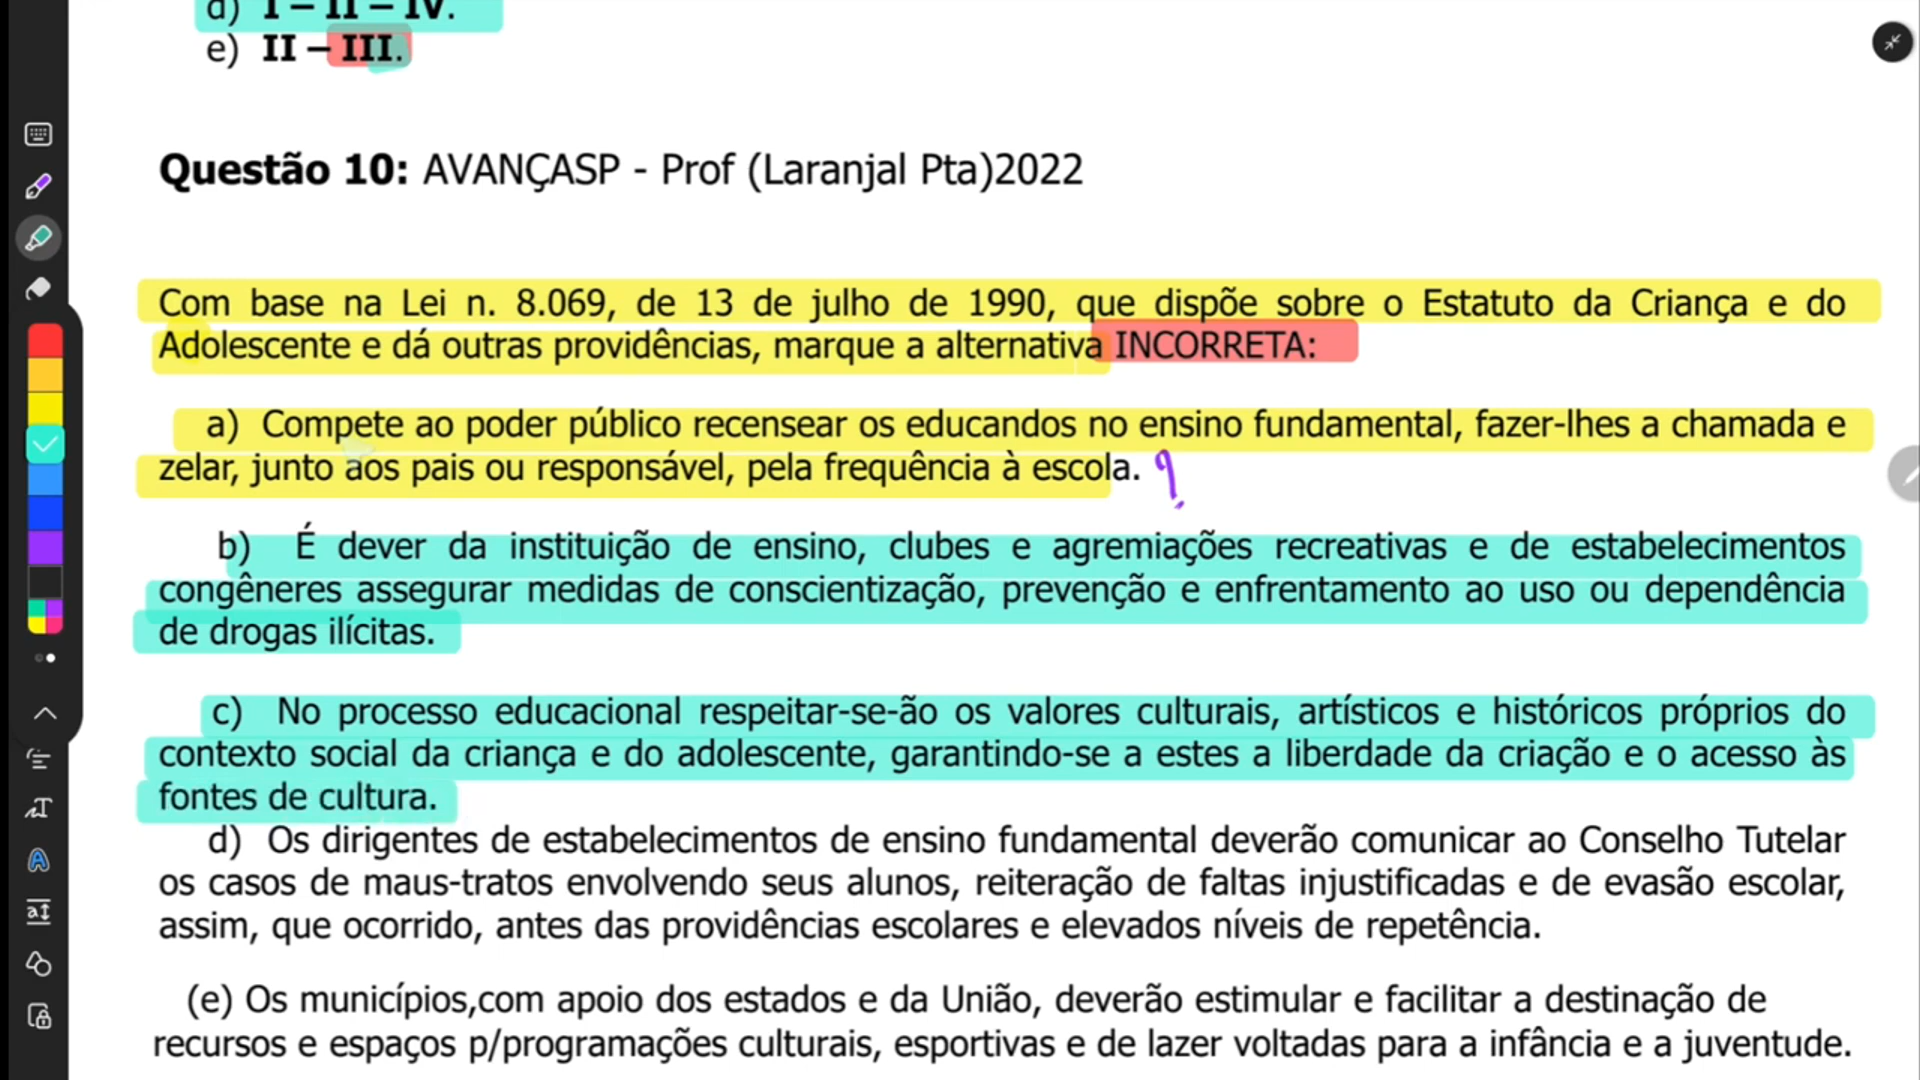 d) I – II – IV.
e) II – III.
Questão 10: AVANÇASP - Prof (Laranjal Pta)2022
Com base na Lei n. 8.069, de 13 de julho de 1990, que dispõe sobre o Estatuto da Criança e do
Adolescente e dá outras providências, marque a alternativa INCORRETA:
a) Compete ao poder público recensear os educandos no ensino fundamental, fazer-lhes a chamada e
zelar, junto aos pais ou responsável, pela frequência à escola.
b) É dever da instituição de ensino, clubes e agremiações recreativas e de estabelecimentos
congêneres assegurar medidas de conscientização, prevenção e enfrentamento ao uso ou dependência
de drogas ilícitas.
c) No processo educacional respeitar-se-ão os valores culturais, artísticos e históricos próprios do
contexto social da criança e do adolescente, garantindo-se a estes a liberdade da criação e o acesso às
fontes de cultura.
d) Os dirigentes de estabelecimentos de ensino fundamental deverão comunicar ao Conselho Tutelar
os casos de maus-tratos envolvendo seus alunos, reiteração de faltas injustificadas e de evasão escolar,
assim, que ocorrido, antes das providências escolares e elevados níveis de repetência.
(e) Os municípios,com apoio dos estados e da União, deverão estimular e facilitar a destinação de
recursos e espaços p/programações culturais, esportivas e de lazer voltadas para a infância e a juventude.